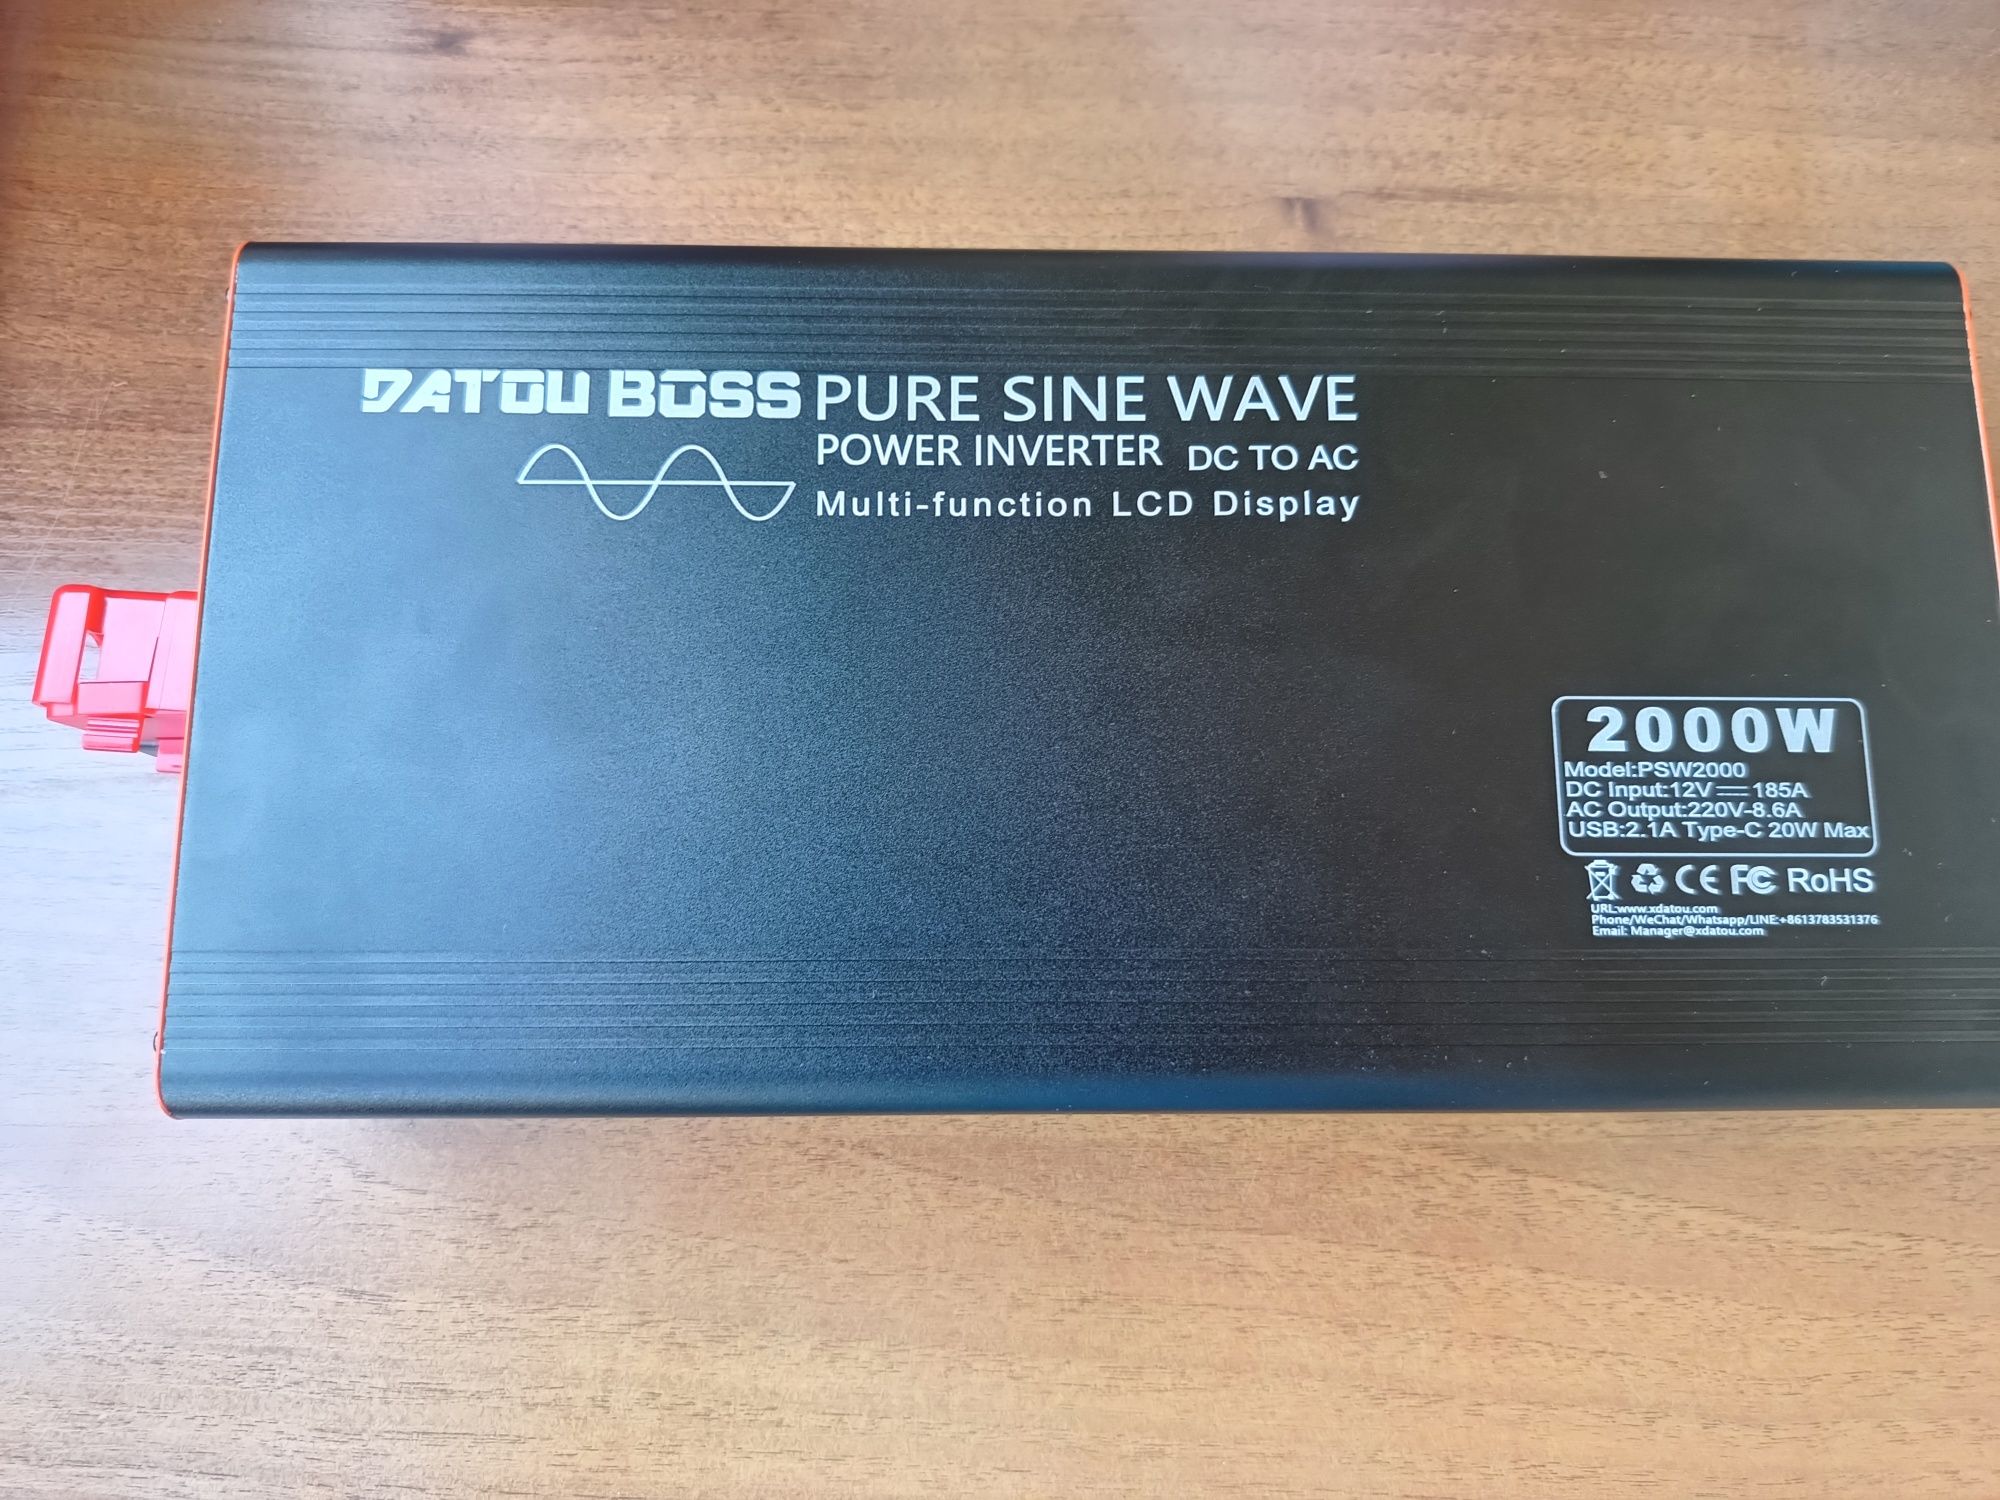 DATOU BOSS PURE SINE WAVE
POWER INVERTER DC TO AC
Multi-function LCD Display
2000W
Model:PSW2000
DC Input:12V⎓185A
AC Output:220V-8.6A
USB:2.1A Type-C 20W Max
CE FC RoHS
URL:www.xdatou.com
Phone/WeChat/Whatsapp/LINE:+8613783531376
Email: Manager@xdatou.com